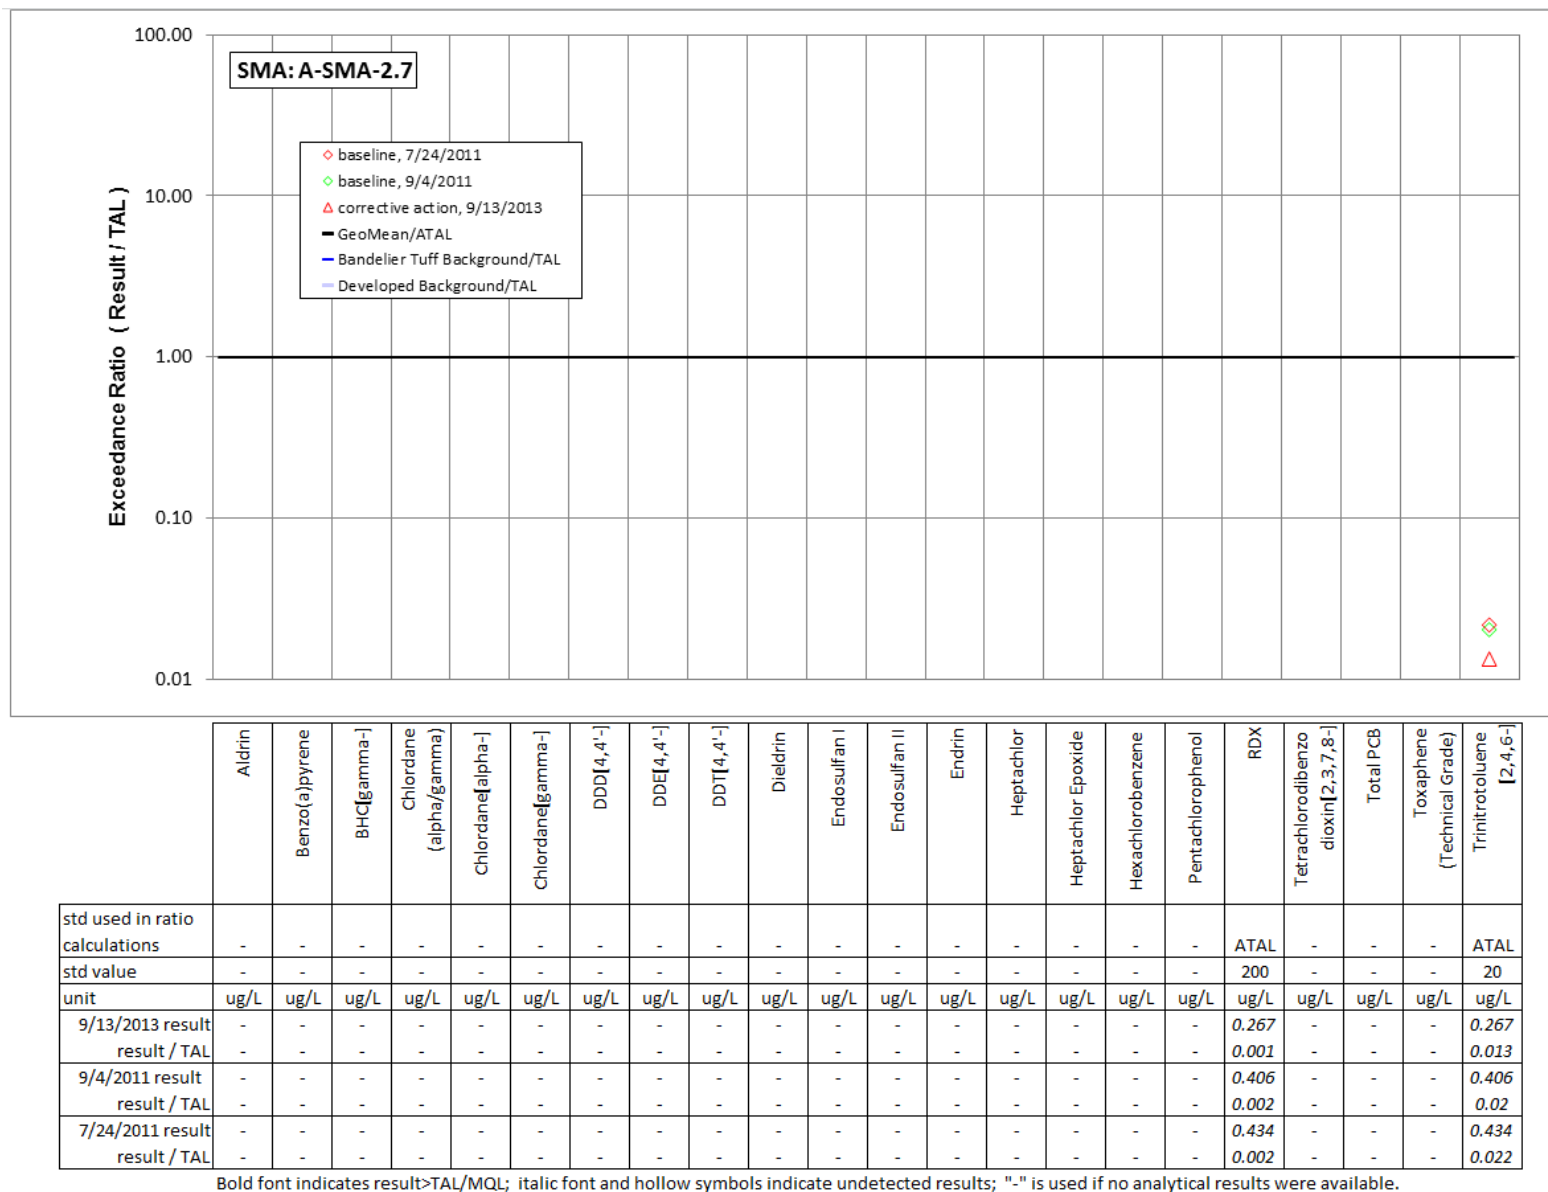 100.00
SMA: A-SMA-2.7
baseline, 7/24/2011
baseline, 9/4/2011
corrective action, 9/13/2013
GeoMean/ATAL
Bandelier Tuff Background/TAL
Developed Background/TAL
Exceedance Ratio ( Result / TAL )
10.00
1.00
0.10
0.01
Aldrin
Benzo(a)pyrene
BHC[gamma-]
Chlordane
(alpha/gamma)
Chlordane[alpha-]
Chlordane[gamma-]
DDD[4,4'-]
DDE[4,4'-]
DDT[4,4'-]
Dieldrin
Endosulfan I
Endosulfan II
Endrin
Heptachlor
Heptachlor Epoxide
Hexachlorobenzene
Pentachlorophenol
RDX
Tetrachlorodibenzo
dioxin[2,3,7,8-]
Total PCB
Toxaphene
(Technical Grade)
Trinitrotoluene
[2,4,6-]
std used in ratio
calculations - - - - - - - - - - - - - - - - - ATAL - - - ATAL
std value - - - - - - - - - - - - - - - - - 200 - - - 20
unit ug/L ug/L ug/L ug/L ug/L ug/L ug/L ug/L ug/L ug/L ug/L ug/L ug/L ug/L ug/L ug/L ug/L ug/L ug/L ug/L ug/L ug/L
9/13/2013 result - - - - - - - - - - - - - - - - - 0.267 - - - 0.267
result / TAL - - - - - - - - - - - - - - - - - 0.001 - - - 0.013
9/4/2011 result - - - - - - - - - - - - - - - - - 0.406 - - - 0.406
result / TAL - - - - - - - - - - - - - - - - - 0.002 - - - 0.02
7/24/2011 result - - - - - - - - - - - - - - - - - 0.434 - - - 0.434
result / TAL - - - - - - - - - - - - - - - - - 0.002 - - - 0.022
Bold font indicates result>TAL/MQL; italic font and hollow symbols indicate undetected results; "-" is used if no analytical results were available.